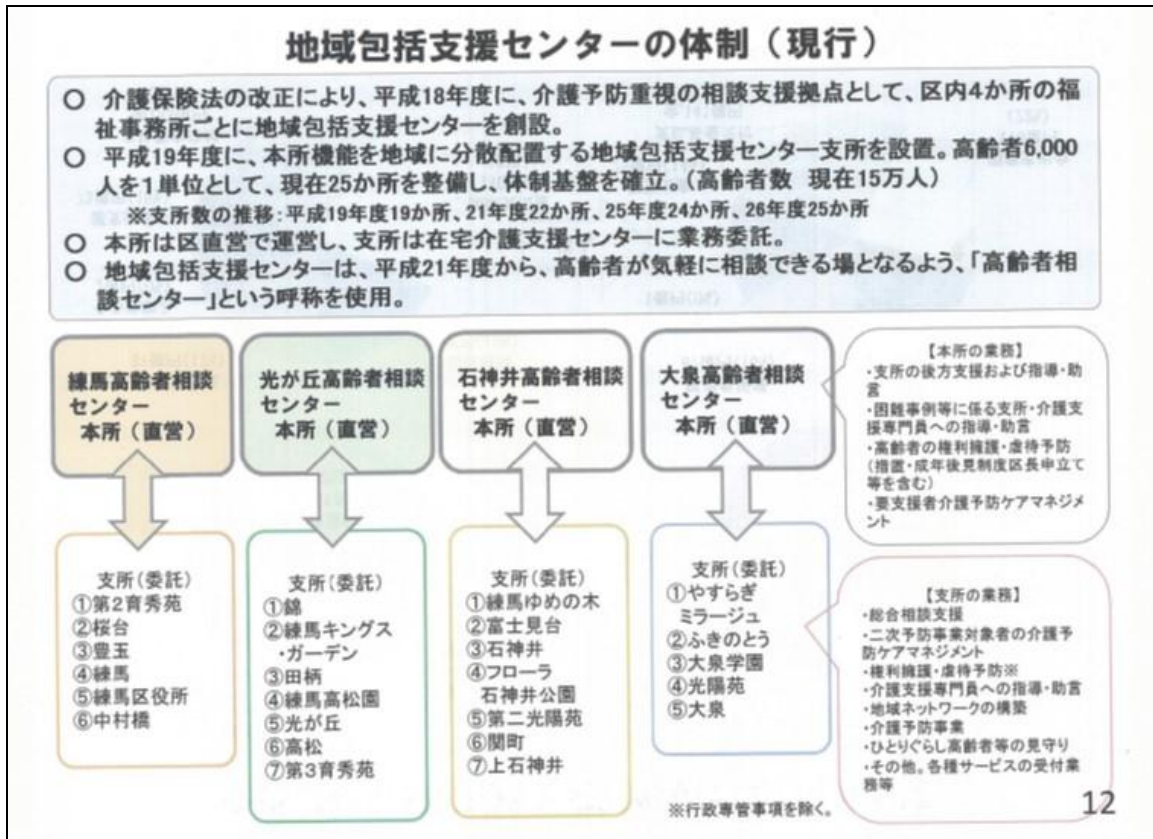 地域包括支援センターの体制（現行）
○ 介護保険法の改正により、平成18年度に、介護予防重視の相談支援拠点として、区内4か所の福
祉事務所ごとに地域包括支援センターを創設。
○ 平成19年度に、本所機能を地域に分散配置する地域包括支援センター支所を設置。高齢者6,000
人を1単位として、現在25か所を整備し、体制基盤を確立。（高齢者数 現在15万人）
※支所数の推移：平成19年度19か所、21年度22か所、25年度24か所、26年度25か所
○ 本所は区直営で運営し、支所は在宅介護支援センターに業務委託。
○ 地域包括支援センターは、平成21年度から、高齢者が気軽に相談できる場となるよう、「高齢者相
談センター」という呼称を使用。
練馬高齢者相談
センター
本所（直営）
光が丘高齢者相談
センター
本所（直営）
石神井高齢者相談
センター
本所（直営）
大泉高齢者相談
センター
本所（直営）
【本所の業務】
・支所の後方支援および指導・助
言
・困難事例等に係る支所・介護支
援専門員への指導・助言
・高齢者の権利擁護・虐待予防
（措置・成年後見制度区長申立て
等を含む）
・要支援者介護予防ケアマネジメ
ント
支所（委託）
①第2育秀苑
②桜台
③豊玉
④練馬
⑤練馬区役所
⑥中村橋
支所（委託）
①錦
②練馬キングス
・ガーデン
③田柄
④練馬高松園
⑤光が丘
⑥高松
⑦第3育秀苑
支所（委託）
①練馬ゆめの木
②富士見台
③石神井
④フローラ
石神井公園
⑤第二光陽苑
⑥関町
⑦上石神井
支所（委託）
①やすらぎ
ミラージュ
②ふきのとう
③大泉学園
④光陽苑
⑤大泉
【支所の業務】
・総合相談支援
・二次予防事業対象者の介護予
防ケアマネジメント
・権利擁護・虐待予防※
・介護支援専門員への指導・助言
・地域ネットワークの構築
・介護予防事業
・ひとりぐらし高齢者等の見守り
・その他。各種サービスの受付業
務等
※行政専管事項を除く。
12